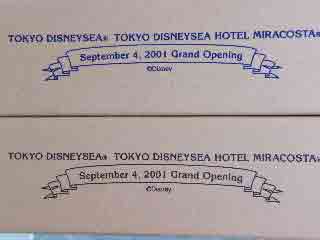 TOKYO DISNEYSEA® TOKYO DISNEYSEA HOTEL MIRACOSTA®
September 4, 2001 Grand Opening
©Disney
TOKYO DISNEYSEA® TOKYO DISNEYSEA HOTEL MIRACOSTA®
September 4, 2001 Grand Opening
©Disney